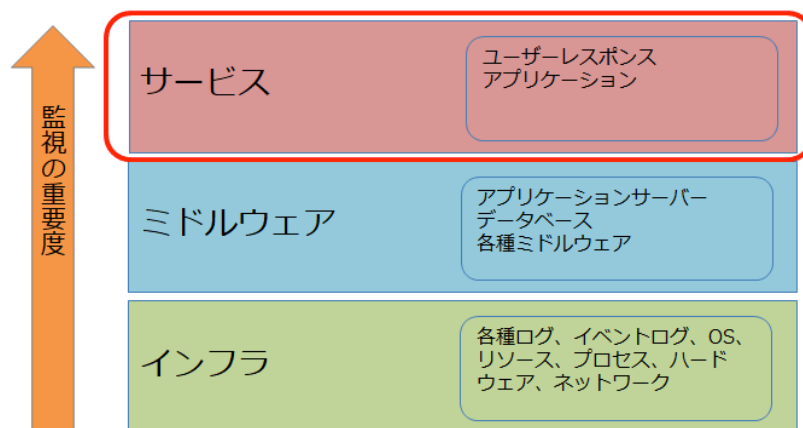 監視の重要度
サービス
ユーザーレスポンス
アプリケーション
ミドルウェア
アプリケーションサーバー
データベース
各種ミドルウェア
インフラ
各種ログ、イベントログ、OS、
リソース、プロセス、ハード
ウェア、ネットワーク